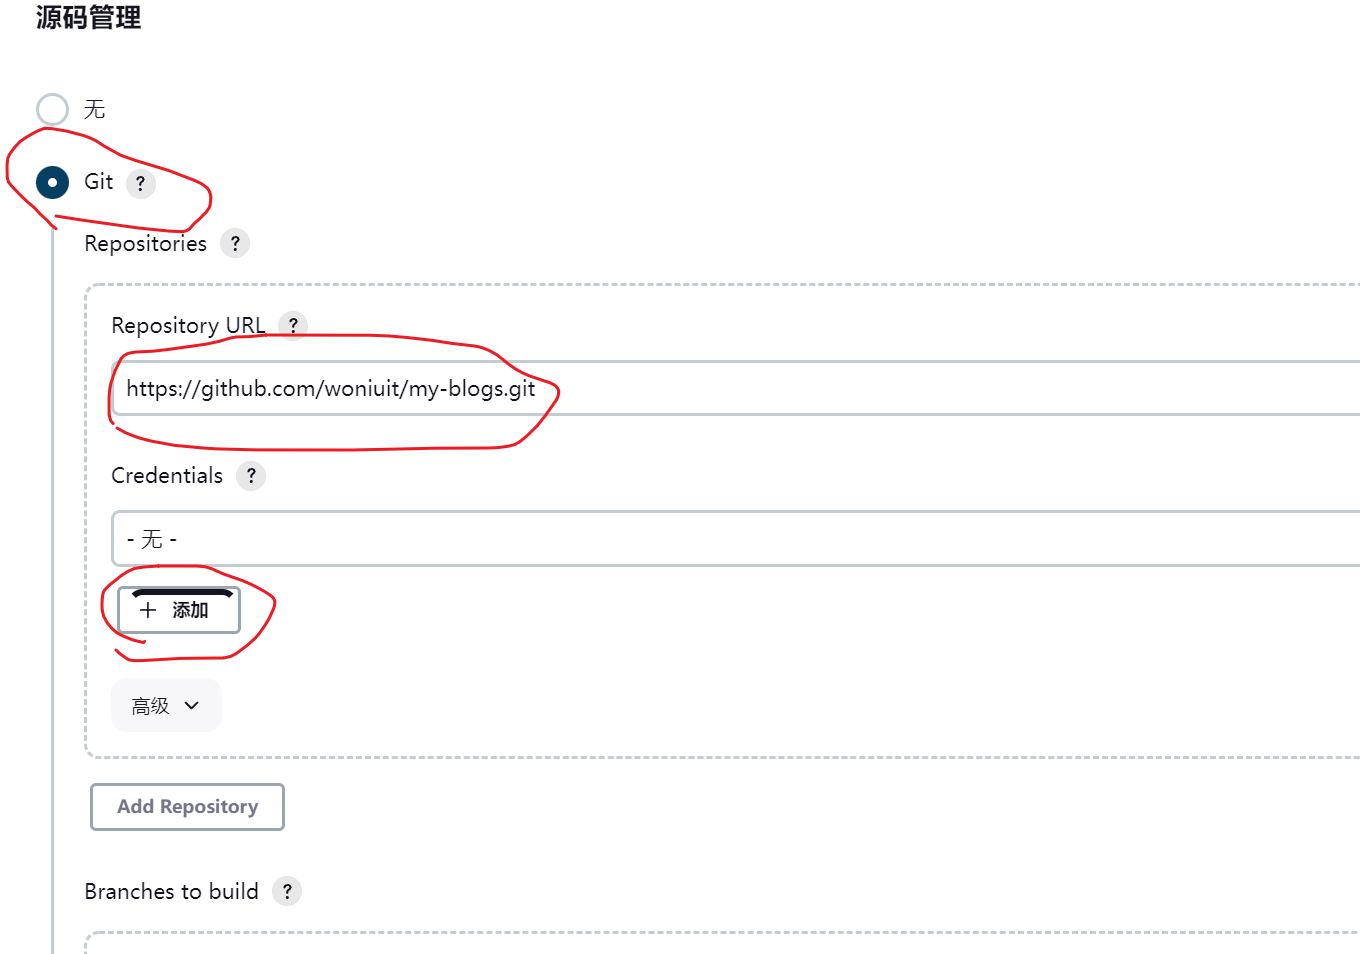 源码管理
无
Git ?
Repositories ?
Repository URL ?
https://github.com/woniuit/my-blogs.git
Credentials ?
- 无 -
+ 添加
高级
Add Repository
Branches to build ?